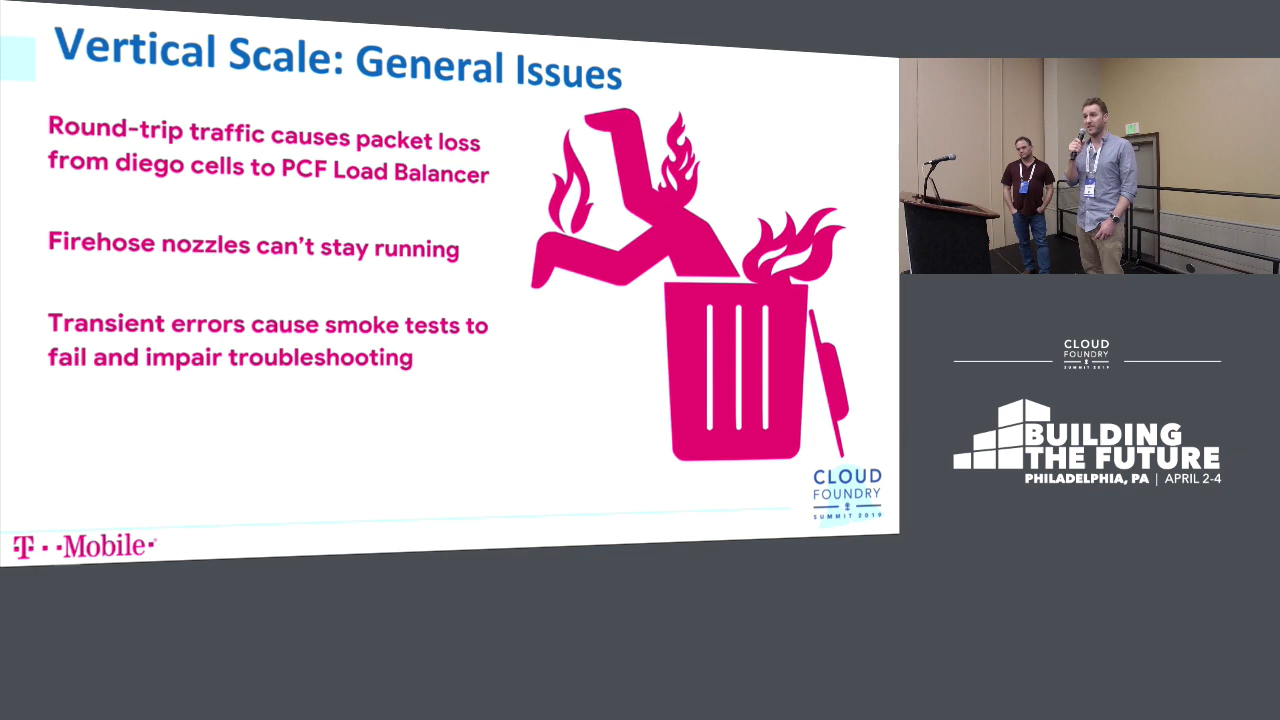 Vertical Scale: General Issues
Round-trip traffic causes packet loss
from diego cells to PCF Load Balancer
Firehose nozzles can't stay running
Transient errors cause smoke tests to
fail and impair troubleshooting
CLOUD
FOUNDRY
SUMMIT 2019
T··Mobile·
CLOUD
FOUNDRY
SUMMIT 2019
BUILDING
THE FUTURE
PHILADELPHIA, PA | APRIL 2-4